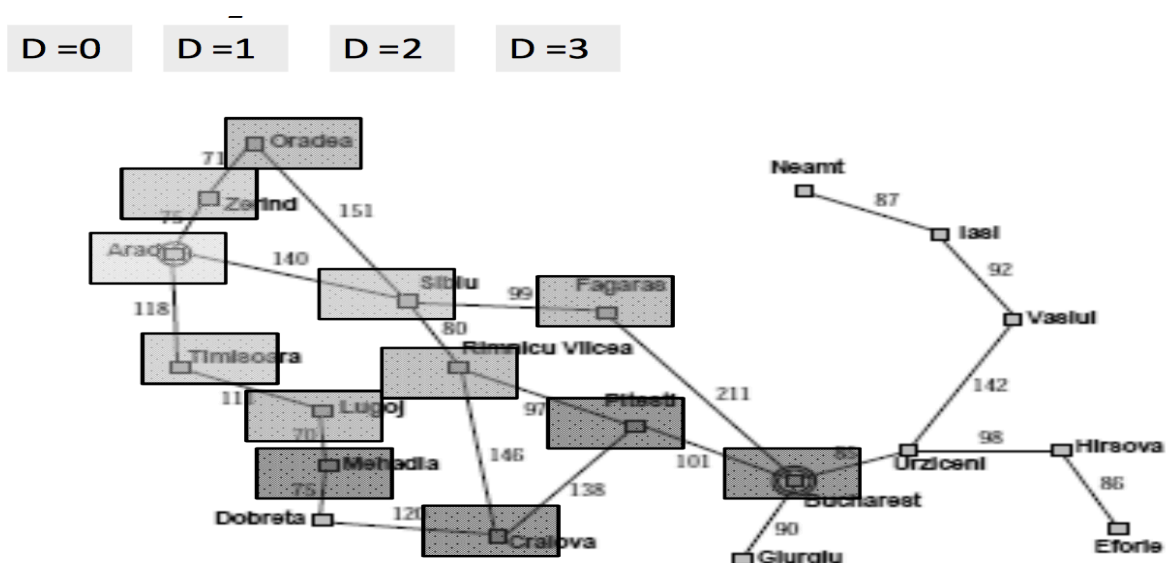 D =0 D =1 D =2 D =3
Oradea
71
Neamt
87
Zerind
151
75
Iasi
Arad
140
92
Sibiu
Fagaras
99
118
Vaslui
80
Timisoara
Rimnicu Vilcea
142
211
111
Lugoj
97
Pitesti
70
98
Hirsova
85
Urziceni
146
101
Mehadia
86
75
138
Bucharest
Dobreta
120
90
Craiova
Eforie
Giurgiu